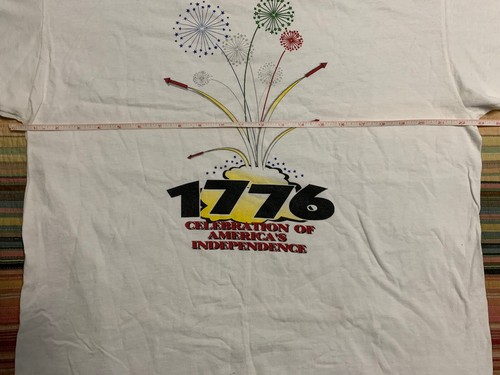 1776
CELEBRATION OF
AMERICA'S
INDEPENDENCE